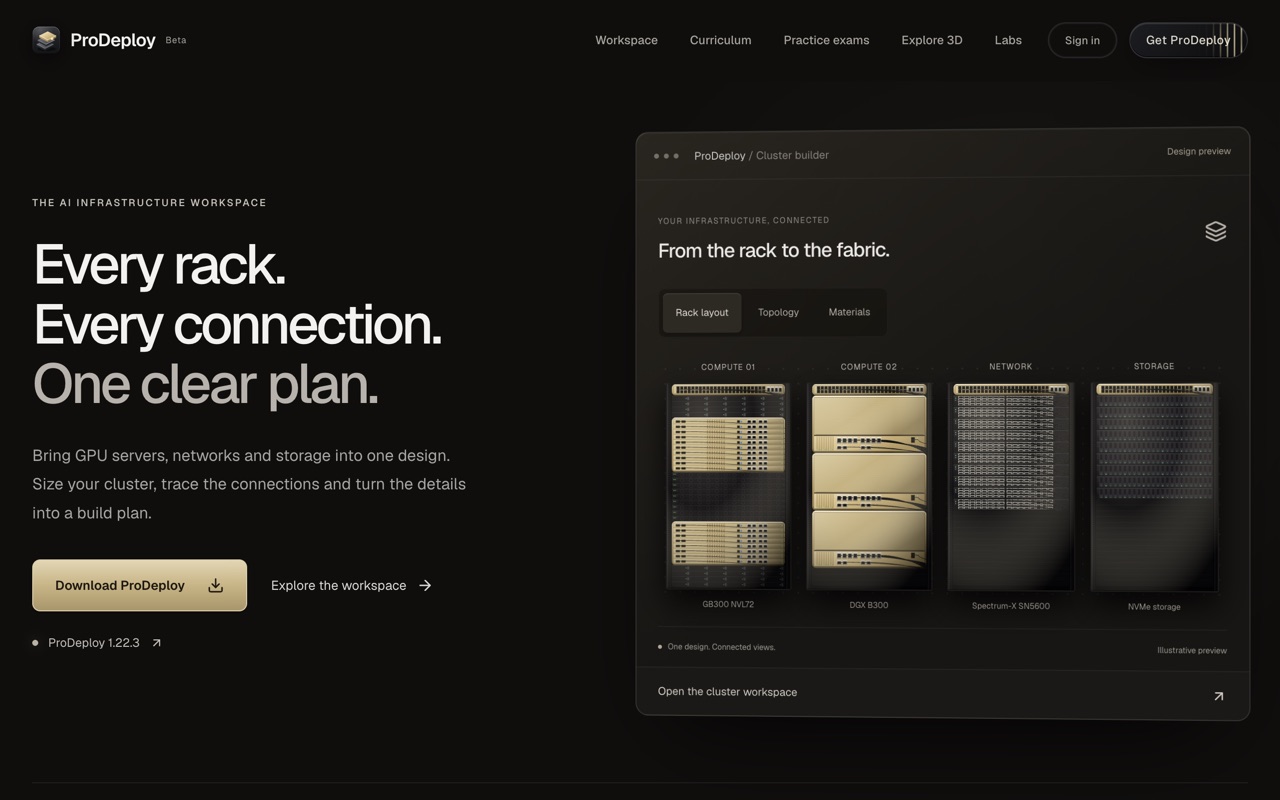 ProDeploy Beta
Workspace Curriculum Practice exams Explore 3D Labs Sign in Get ProDeploy
THE AI INFRASTRUCTURE WORKSPACE
Every rack.
Every connection.
One clear plan.
Bring GPU servers, networks and storage into one design.
Size your cluster, trace the connections and turn the details
into a build plan.
Download ProDeploy
Explore the workspace
ProDeploy 1.22.3
ProDeploy / Cluster builder
Design preview
YOUR INFRASTRUCTURE, CONNECTED
From the rack to the fabric.
Rack layout Topology Materials
COMPUTE 01 COMPUTE 02 NETWORK STORAGE
GB300 NVL72 DGX B300 Spectrum-X SN5600 NVMe storage
One design. Connected views.
Illustrative preview
Open the cluster workspace